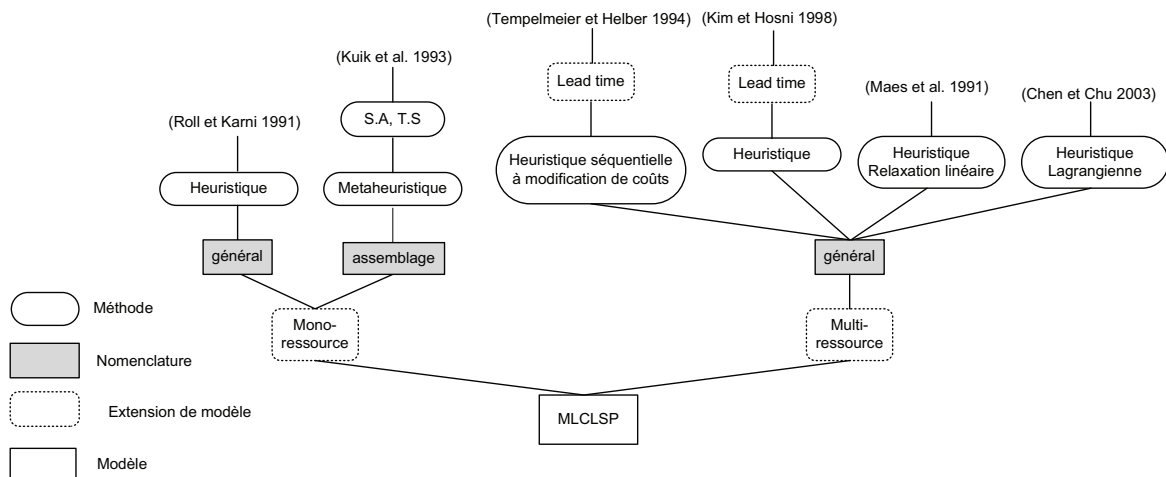 (Tempelmeier et Helber 1994)
(Kim et Hosni 1998)
(Kuik et al. 1993)
Lead time
Lead time
(Maes et al. 1991)
(Chen et Chu 2003)
(Roll et Karni 1991)
S.A, T.S
Heuristique séquentielle
à modification de coûts
Heuristique
Heuristique
Relaxation linéaire
Heuristique
Lagrangienne
Heuristique
Metaheuristique
général
assemblage
général
Méthode
Mono-
ressource
Multi-
ressource
Nomenclature
Extension de modèle
MLCLSP
Modèle